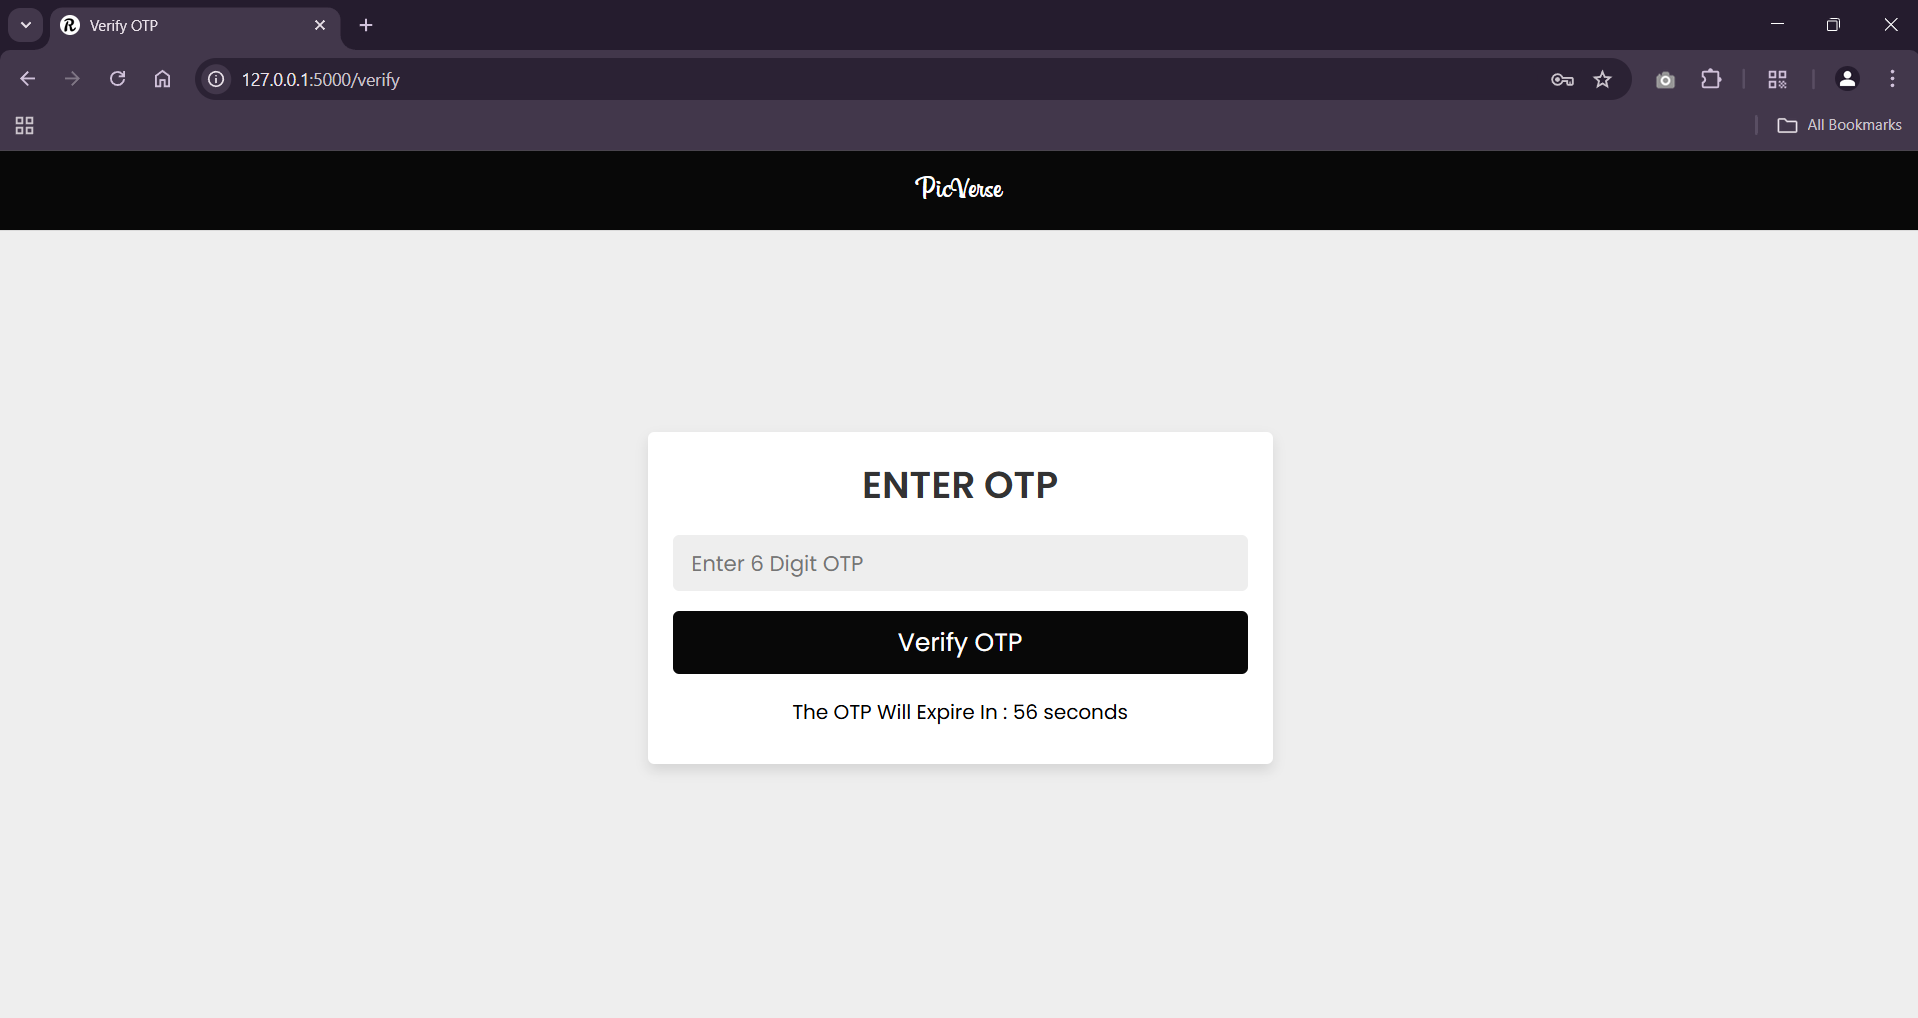 Verify OTP
127.0.0.1:5000/verify
All Bookmarks
PicVerse
ENTER OTP
Enter 6 Digit OTP
Verify OTP
The OTP Will Expire In : 56 seconds